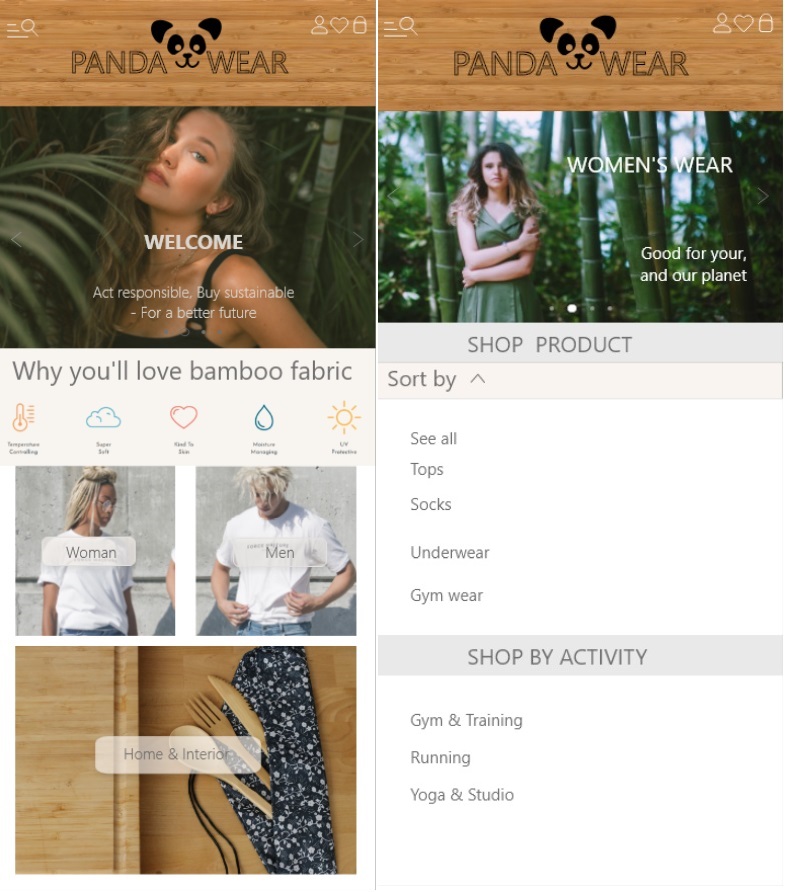 PANDA WEAR
WELCOME
Act responsible, Buy sustainable
- For a better future
Why you'll love bamboo fabric
Temperature
Controlling
Super
Soft
Kind To
Skin
Moisture
Managing
UV
Protective
Woman
Men
Home & Interior
PANDA WEAR
WOMEN'S WEAR
Good for your,
and our planet
SHOP PRODUCT
Sort by
See all
Tops
Socks
Underwear
Gym wear
SHOP BY ACTIVITY
Gym & Training
Running
Yoga & Studio